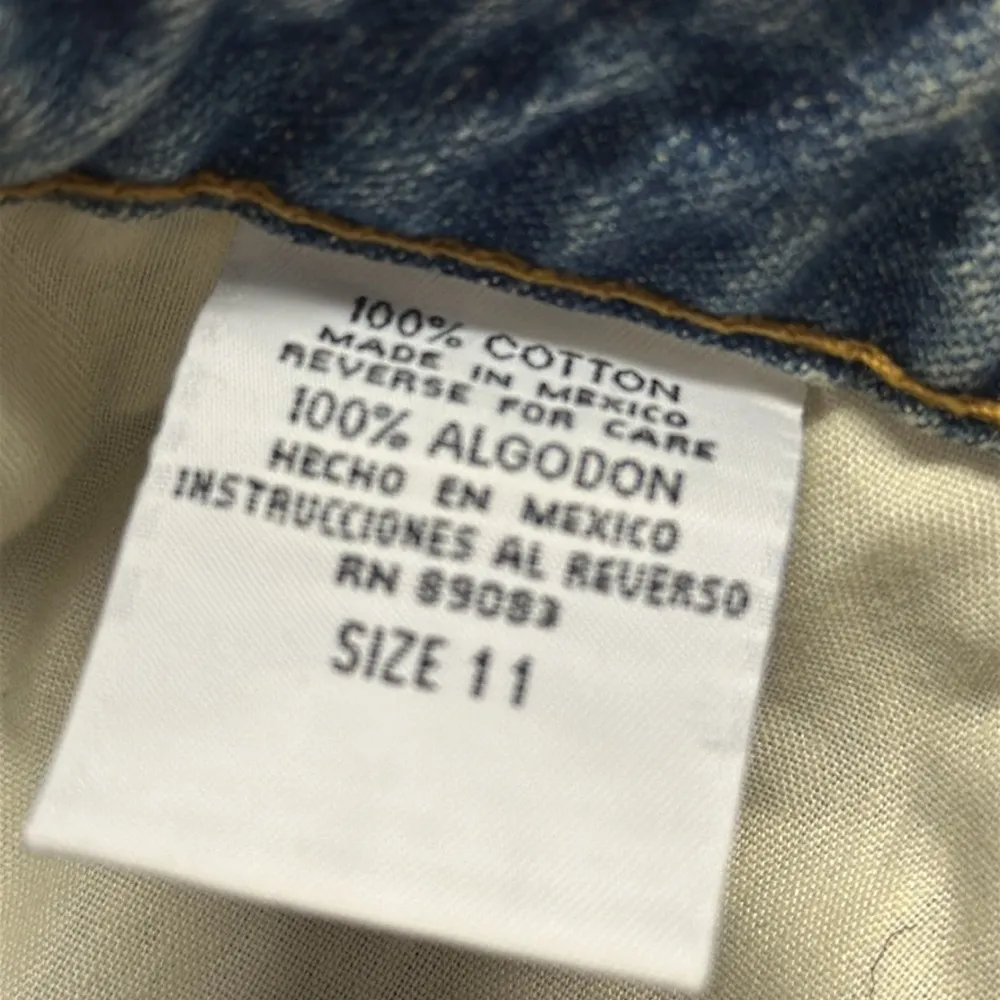 100% COTTON
MADE IN MEXICO
REVERSE FOR CARE
100% ALGODON
HECHO EN MEXICO
INSTRUCCIONES AL REVERSO
RN 89083
SIZE 11